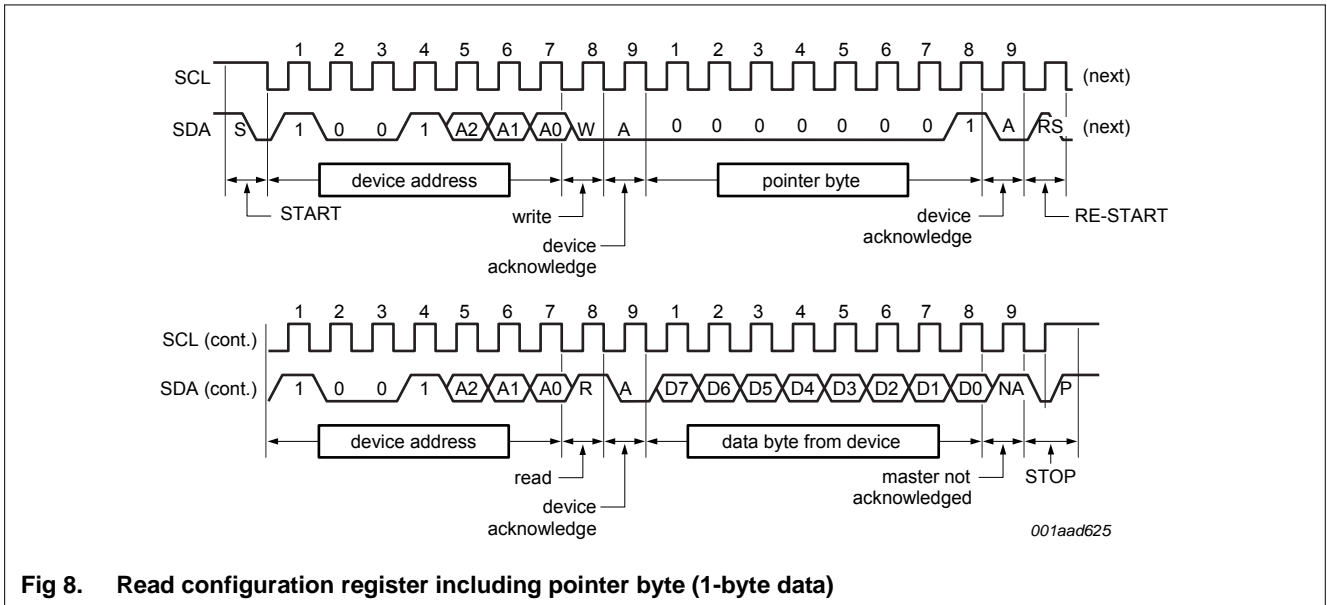 1 2 3 4 5 6 7 8 9 1 2 3 4 5 6 7 8 9
SCL (next)
SDA S 1 0 0 1 A2 A1 A0 W A 0 0 0 0 0 0 0 1 A RS (next)
device address pointer byte
START write device RE-START
device acknowledge
acknowledge
1 2 3 4 5 6 7 8 9 1 2 3 4 5 6 7 8 9
SCL (cont.)
SDA (cont.) 1 0 0 1 A2 A1 A0 R A D7 D6 D5 D4 D3 D2 D1 D0 NA P
device address data byte from device
read master not STOP
device acknowledged
acknowledge
001aad625
Fig 8. Read configuration register including pointer byte (1-byte data)